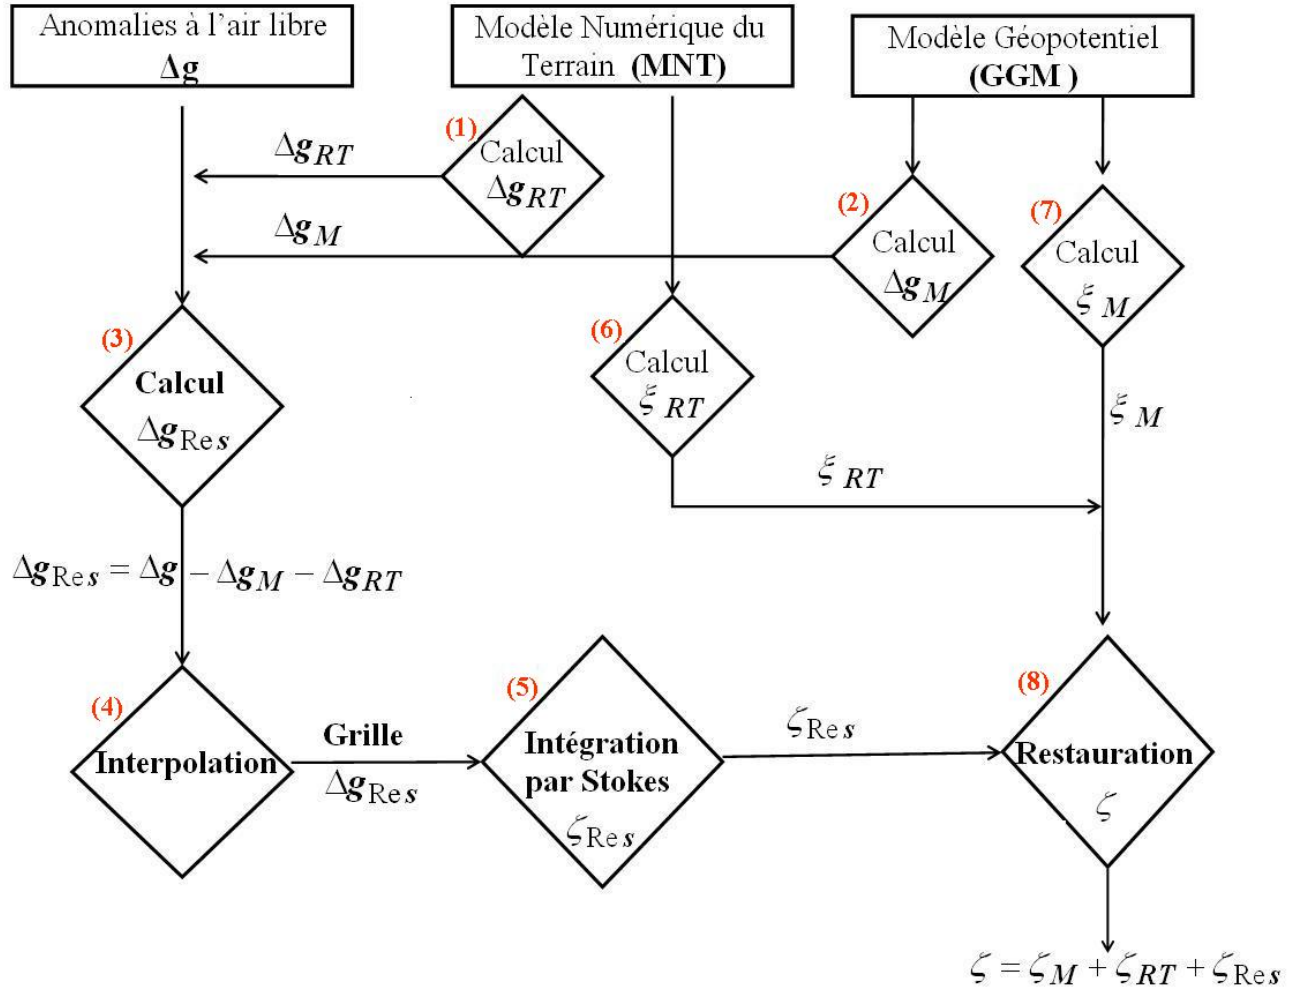 Anomalies à l'air libre
Δg
Modèle Numérique du
Terrain (MNT)
Modèle Géopotentiel
(GGM )
(1)
Calcul
Δg_RT
Δg_RT
(2)
Calcul
Δg_M
Δg_M
(7)
Calcul
ξ_M
(3)
Calcul
Δg_Res
(6)
Calcul
ξ_RT
ξ_M
ξ_RT
Δg_Res = Δg − Δg_M − Δg_RT
(4)
Interpolation
Grille
Δg_Res
(5)
Intégration
par Stokes
ζ_Res
ζ_Res
(8)
Restauration
ζ
ζ = ζ_M + ζ_RT + ζ_Res